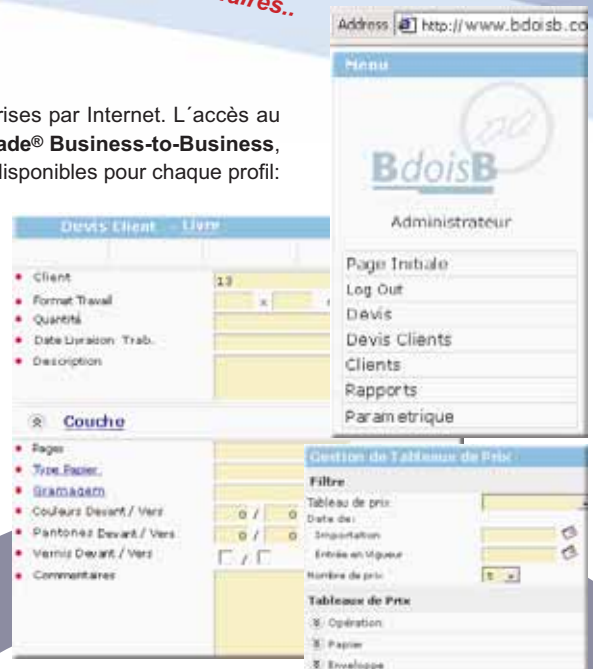 Address http://www.bdoisb.co
Menu
rises par Internet. L´accès au
ade® Business-to-Business,
disponibles pour chaque profil:
BdoisB
Administrateur
Page Initiale
Log Out
Devis
Devis Clients
Clients
Rapports
Parametrique
Devis Client - Livre
Client
13
Format Travail
x
Quantité
Date Livraison Trab.
Description
Couche
Pages
Type Papier.
Gramagem
Couleurs Devant / Vers
0 / 0
Pantones Devant / Vers
0 / 0
Vernis Devant / Vers
/
Commentaires
Gestion de Tableaux de Prix
Filtre
Tableau de prix
Date de:
Importation
Entrée en Vigueur
Nombre de prix
5
Tableaux de Prix
Opération
Papier
Enveloppe